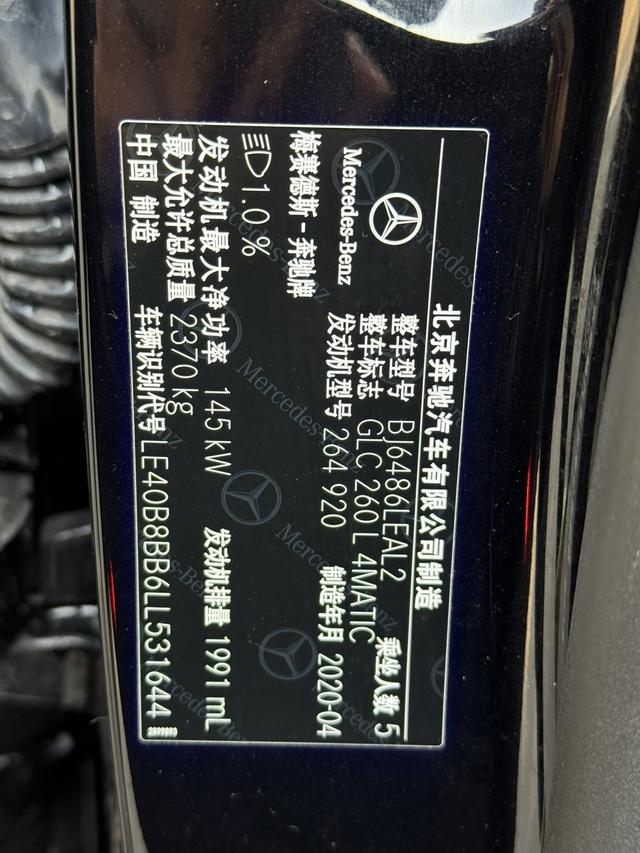 北京奔驰汽车有限公司制造
Mercedes-Benz
梅赛德斯-奔驰牌
整车型号 BJ6486LEAL2
乘坐人数 5
整车标志 GLC 260 L 4MATIC
发动机型号 264 920
制造年月 2020-04
1.0%
发动机最大净功率 145 kW
发动机排量 1991 mL
最大允许总质量 2370 kg
中国 制造
车辆识别代号 LE40B8BB6LL531644